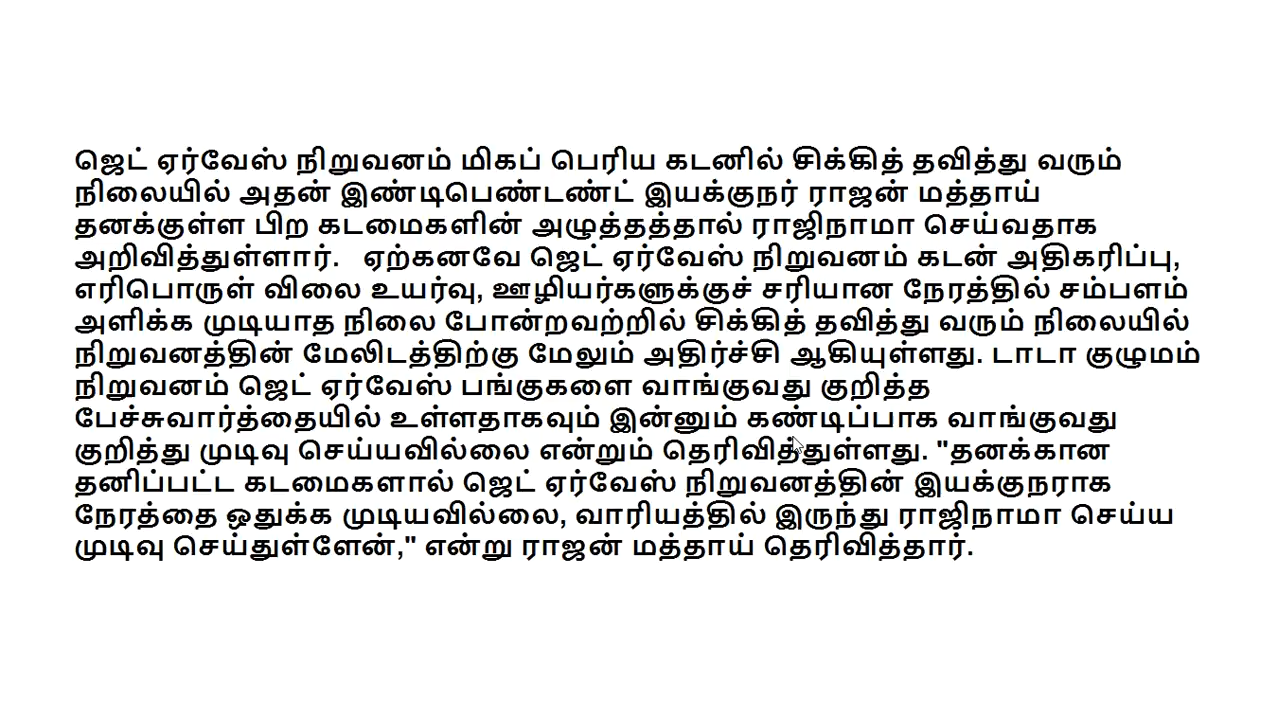 ஜெட் ஏர்வேஸ் நிறுவனம் மிகப் பெரிய கடனில் சிக்கித் தவித்து வரும்
நிலையில் அதன் இண்டிபெண்டண்ட் இயக்குநர் ராஜன் மத்தாய்
தனக்குள்ள பிற கடமைகளின் அழுத்தத்தால் ராஜிநாமா செய்வதாக
அறிவித்துள்ளார்.   ஏற்கனவே ஜெட் ஏர்வேஸ் நிறுவனம் கடன் அதிகரிப்பு,
எரிபொருள் விலை உயர்வு, ஊழியர்களுக்குச் சரியான நேரத்தில் சம்பளம்
அளிக்க முடியாத நிலை போன்றவற்றில் சிக்கித் தவித்து வரும் நிலையில்
நிறுவனத்தின் மேலிடத்திற்கு மேலும் அதிர்ச்சி ஆகியுள்ளது. டாடா குழுமம்
நிறுவனம் ஜெட் ஏர்வேஸ் பங்குகளை வாங்குவது குறித்த
பேச்சுவார்த்தையில் உள்ளதாகவும் இன்னும் கண்டிப்பாக வாங்குவது
குறித்து முடிவு செய்யவில்லை என்றும் தெரிவித்துள்ளது. "தனக்கான
தனிப்பட்ட கடமைகளால் ஜெட் ஏர்வேஸ் நிறுவனத்தின் இயக்குநராக
நேரத்தை ஒதுக்க முடியவில்லை, வாரியத்தில் இருந்து ராஜிநாமா செய்ய
முடிவு செய்துள்ளேன்," என்று ராஜன் மத்தாய் தெரிவித்தார்.